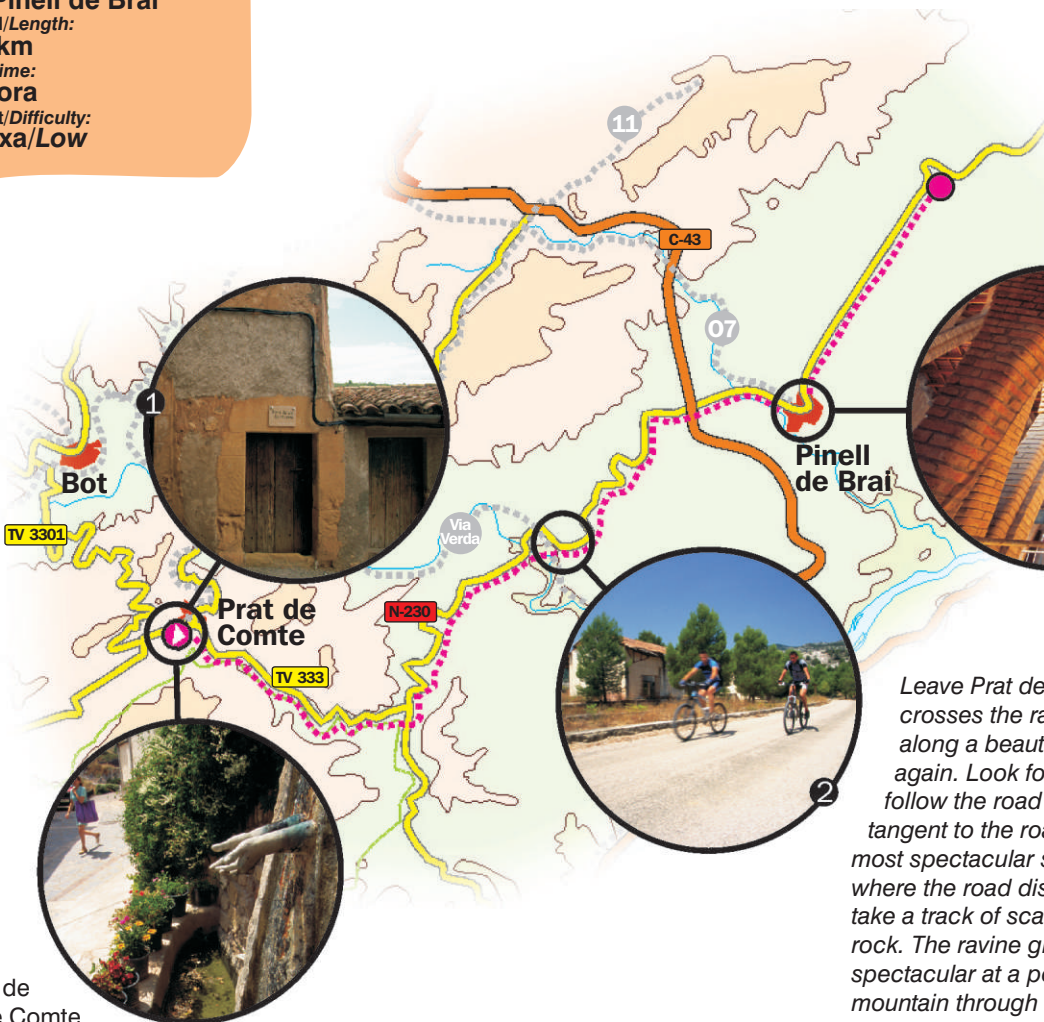 Pinell de Brai
/Length:
km
ime:
ora
t/Difficulty:
xa/Low
11
C-43
07
1
Bot
Pinell
de Brai
TV 3301
Via
Verda
N-230
Prat de
Comte
TV 333
2
Leave Prat de
crosses the ra
along a beaut
again. Look fo
follow the road
tangent to the roa
most spectacular s
where the road dis
take a track of sca
rock. The ravine g
spectacular at a po
mountain through
de
e Comte